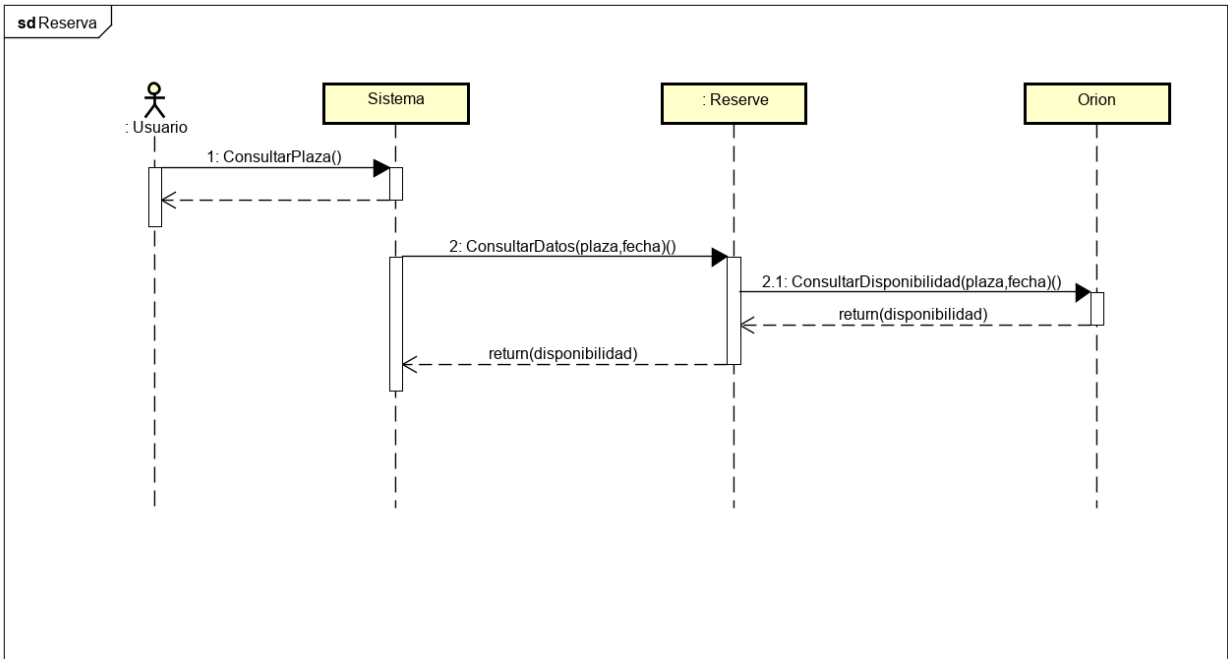 sd Reserva
Sistema
: Reserve
Orion
: Usuario
1: ConsultarPlaza()
2: ConsultarDatos(plaza,fecha)()
2.1: ConsultarDisponibilidad(plaza,fecha)()
return(disponibilidad)
return(disponibilidad)